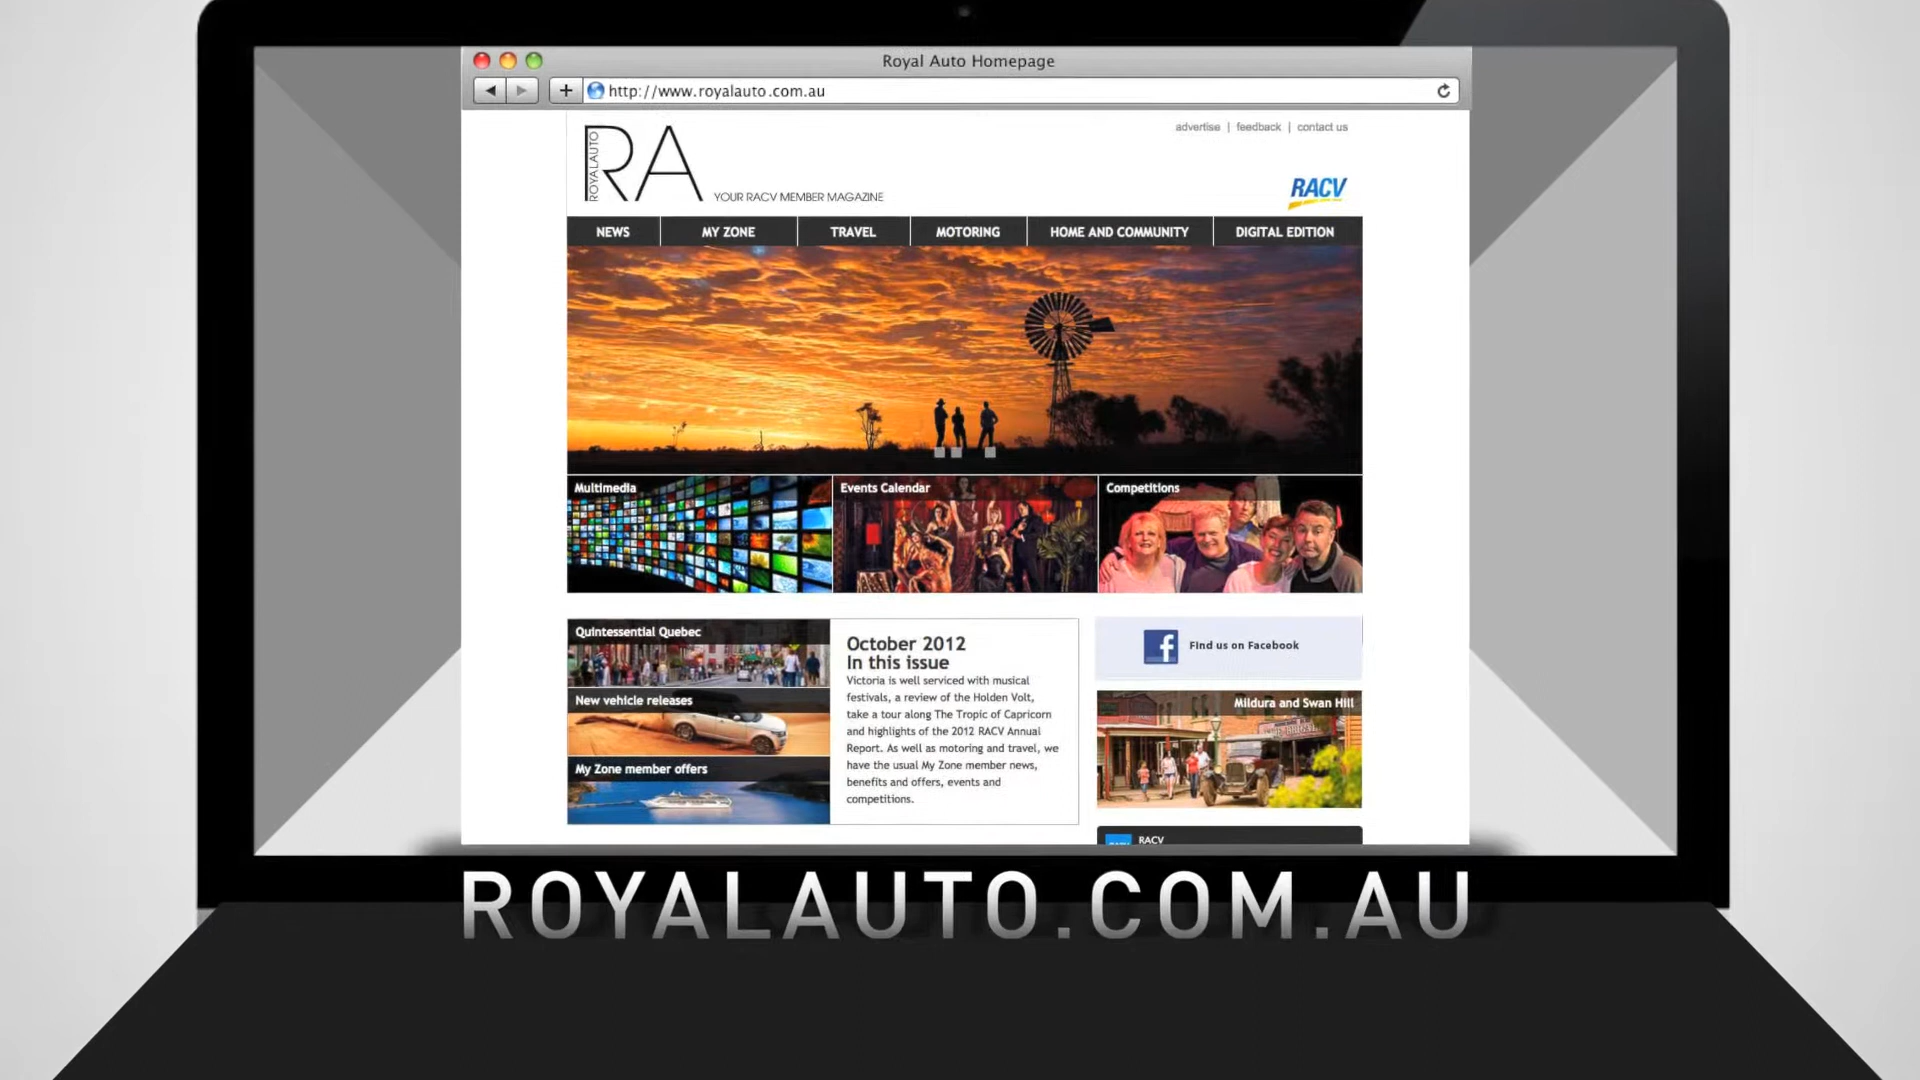 Royal Auto Homepage
http://www.royalauto.com.au
advertise | feedback | contact us
ROYALAUTO
RA
YOUR RACV MEMBER MAGAZINE
RACV
NEWS
MY ZONE
TRAVEL
MOTORING
HOME AND COMMUNITY
DIGITAL EDITION
Multimedia
Events Calendar
Competitions
Quintessential Quebec
New vehicle releases
My Zone member offers
October 2012
In this issue
Victoria is well serviced with musical
festivals, a review of the Holden Volt,
take a tour along The Tropic of Capricorn
and highlights of the 2012 RACV Annual
Report. As well as motoring and travel, we
have the usual My Zone member news,
benefits and offers, events and
competitions.
Find us on Facebook
Mildura and Swan Hill
RACV
ROYALAUTO.COM.AU